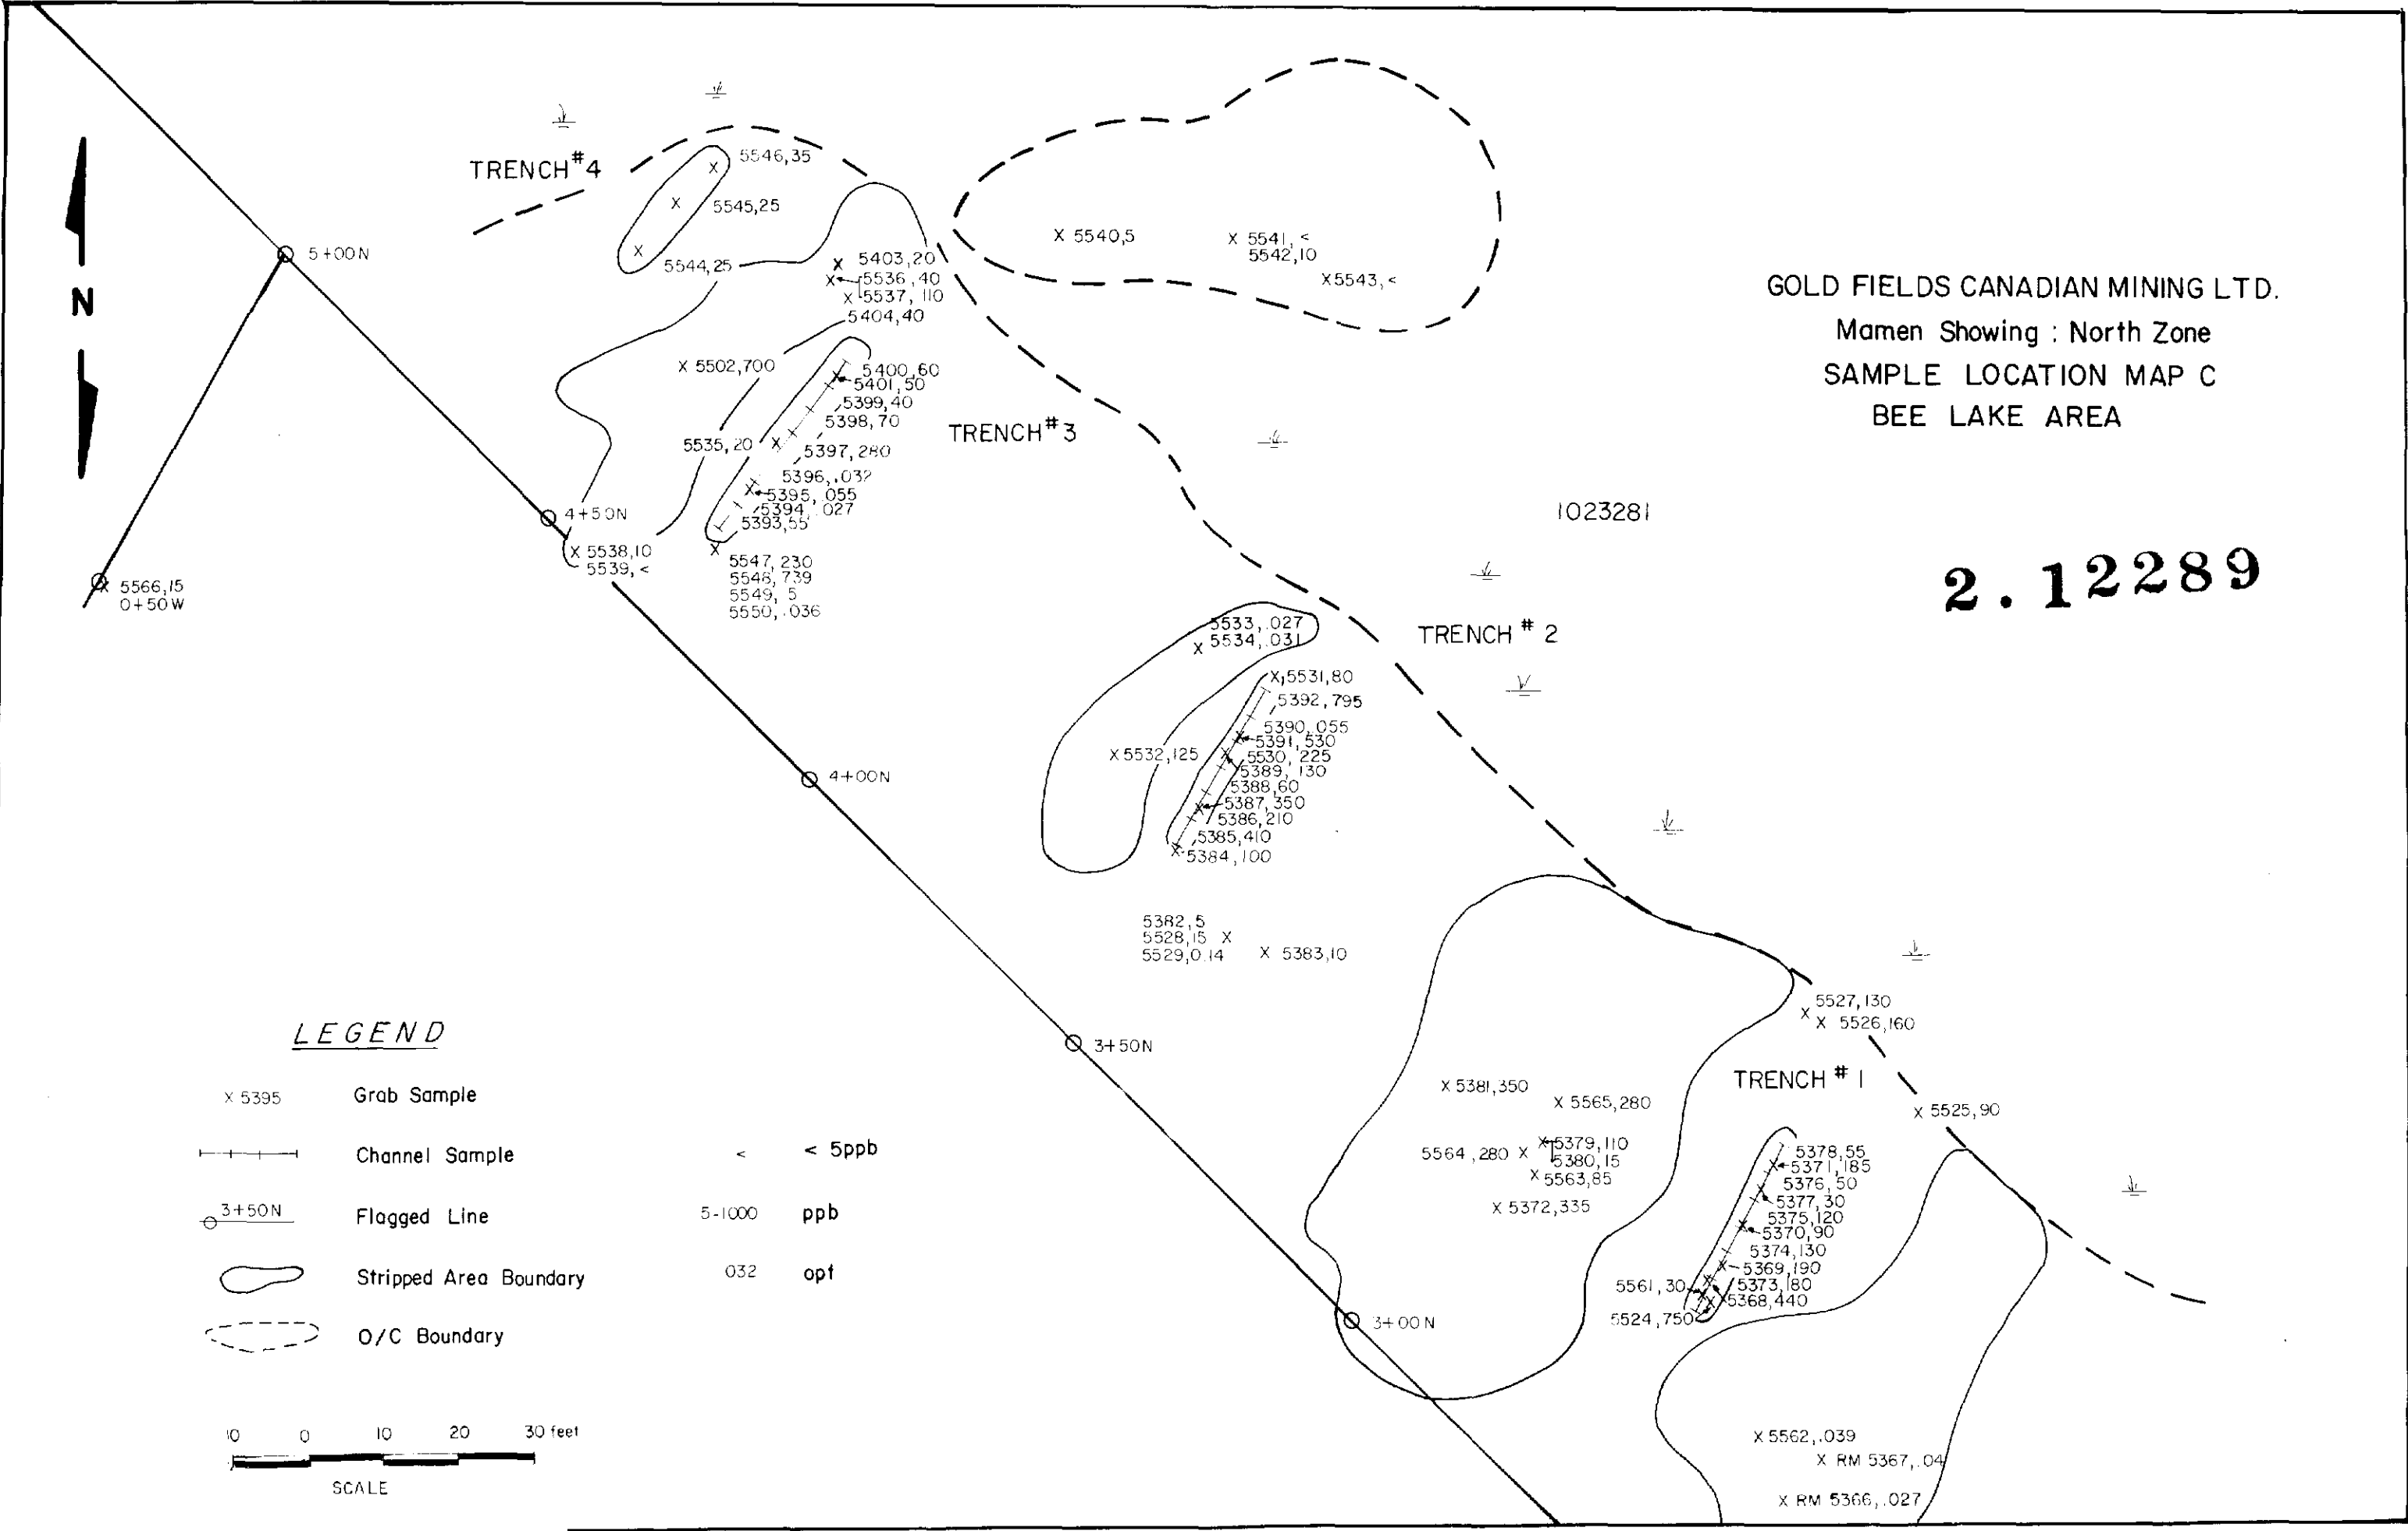 TRENCH #4
5546,35
5545,25
5544,25
5+00N
N
5403,20
5536,40
5537,110
5404,40
X 5540,5
X 5541,<
5542,10
X5543,<
GOLD FIELDS CANADIAN MINING LTD.
Mamen Showing : North Zone
SAMPLE LOCATION MAP C
BEE LAKE AREA
X 5502,700
5400,60
5401,50
5399,40
5398,70
5535,20
5397,280
5396,.032
5395,.055
5394,.027
5393,55
TRENCH #3
4+50N
X 5538,10
5539,<
5547,230
5548,739
5549,5
5550,.036
5566,15
0+50W
1023281
2.12289
5533,.027
5534,.031
TRENCH # 2
5531,80
5392,795
5390,.055
5391,530
5530,225
5389,130
5388,60
5387,350
5386,210
5385,410
5384,100
X 5532,125
4+00N
5382,5
5528,15 X
5529,0.14
X 5383,10
3+50N
5527,130
X 5526,160
TRENCH # 1
X 5525,90
X 5381,350
X 5565,280
5564,280 X
5379,110
5380,15
X 5563,85
X 5372,335
5378,55
5371,185
5376,50
5377,30
5375,120
5370,90
5374,130
5369,190
5373,180
5368,440
5561,30
5524,750
3+00N
X 5562,.039
X RM 5367,.04
X RM 5366,.027
LEGEND
X 5395 Grab Sample
Channel Sample
< < 5ppb
3+50N Flagged Line
5-1000 ppb
Stripped Area Boundary
032 opt
O/C Boundary
10 0 10 20 30 feet
SCALE